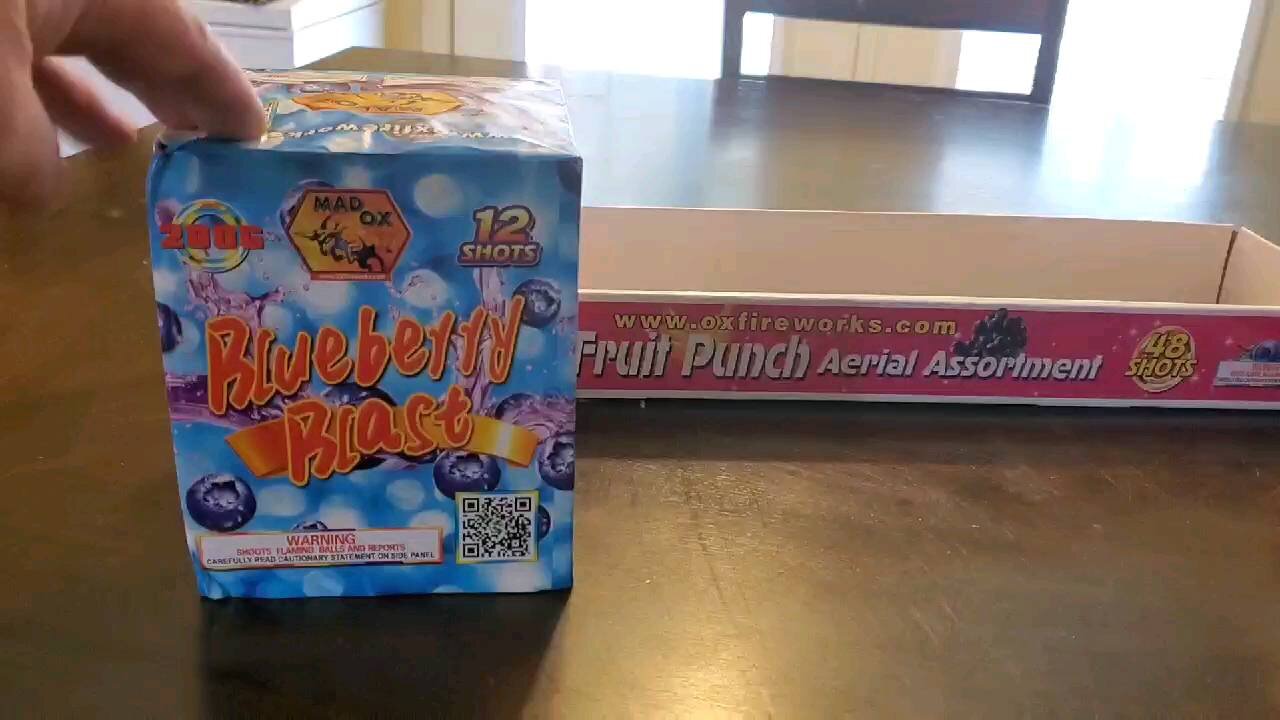 MAD OX
200G
12 SHOTS
Blueberry
Blast
WARNING
SHOOTS FLAMING BALLS AND REPORTS
CAREFULLY READ CAUTIONARY STATEMENT ON SIDE PANEL
www.oxfireworks.com
Fruit Punch Aerial Assortment
48 SHOTS